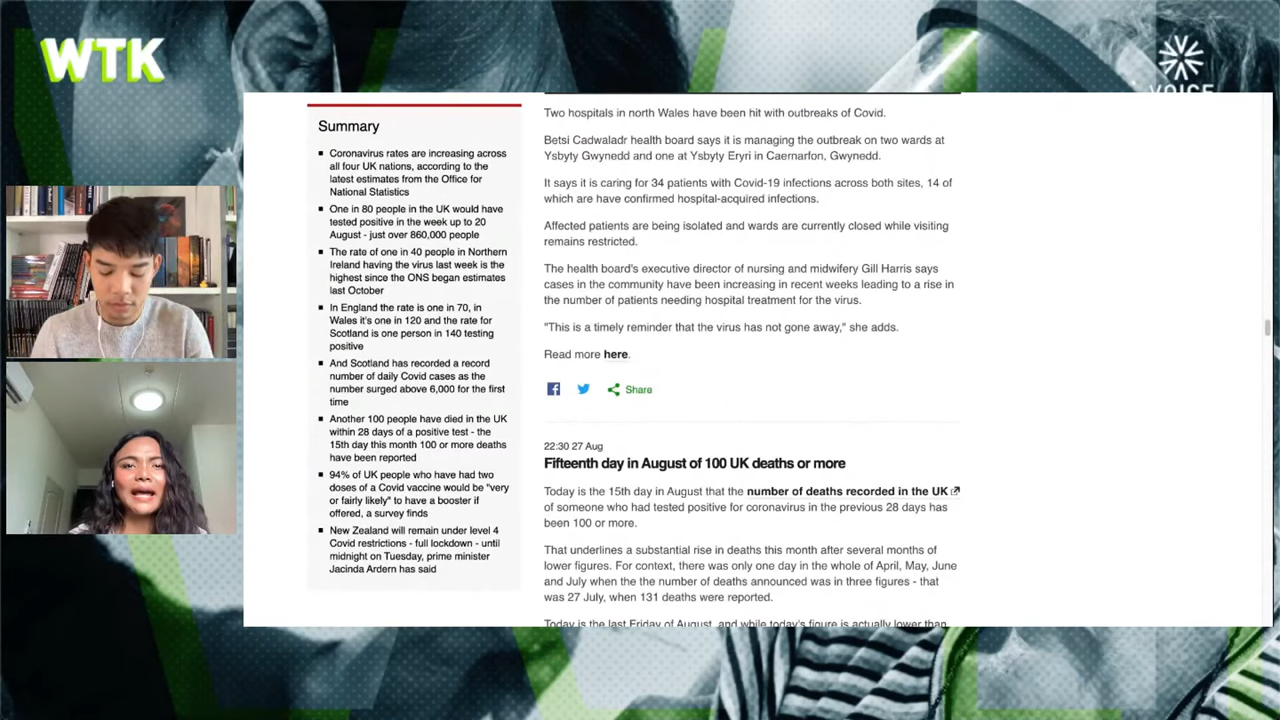 WTK
VOICE
Summary
Coronavirus rates are increasing across
all four UK nations, according to the
latest estimates from the Office for
National Statistics
One in 80 people in the UK would have
tested positive in the week up to 20
August - just over 860,000 people
The rate of one in 40 people in Northern
Ireland having the virus last week is the
highest since the ONS began estimates
last October
In England the rate is one in 70, in
Wales it's one in 120 and the rate for
Scotland is one person in 140 testing
positive
And Scotland has recorded a record
number of daily Covid cases as the
number surged above 6,000 for the first
time
Another 100 people have died in the UK
within 28 days of a positive test - the
15th day this month 100 or more deaths
have been reported
94% of UK people who have had two
doses of a Covid vaccine would be "very
or fairly likely" to have a booster if
offered, a survey finds
New Zealand will remain under level 4
Covid restrictions - full lockdown - until
midnight on Tuesday, prime minister
Jacinda Ardern has said
Two hospitals in north Wales have been hit with outbreaks of Covid.
Betsi Cadwaladr health board says it is managing the outbreak on two wards at
Ysbyty Gwynedd and one at Ysbyty Eryri in Caernarfon, Gwynedd.
It says it is caring for 34 patients with Covid-19 infections across both sites, 14 of
which are have confirmed hospital-acquired infections.
Affected patients are being isolated and wards are currently closed while visiting
remains restricted.
The health board's executive director of nursing and midwifery Gill Harris says
cases in the community have been increasing in recent weeks leading to a rise in
the number of patients needing hospital treatment for the virus.
"This is a timely reminder that the virus has not gone away," she adds.
Read more here.
Share
22:30 27 Aug
Fifteenth day in August of 100 UK deaths or more
Today is the 15th day in August that the number of deaths recorded in the UK
of someone who had tested positive for coronavirus in the previous 28 days has
been 100 or more.
That underlines a substantial rise in deaths this month after several months of
lower figures. For context, there was only one day in the whole of April, May, June
and July when the the number of deaths announced was in three figures - that
was 27 July, when 131 deaths were reported.
Today is the last Friday of August, and while today's figure is actually lower than